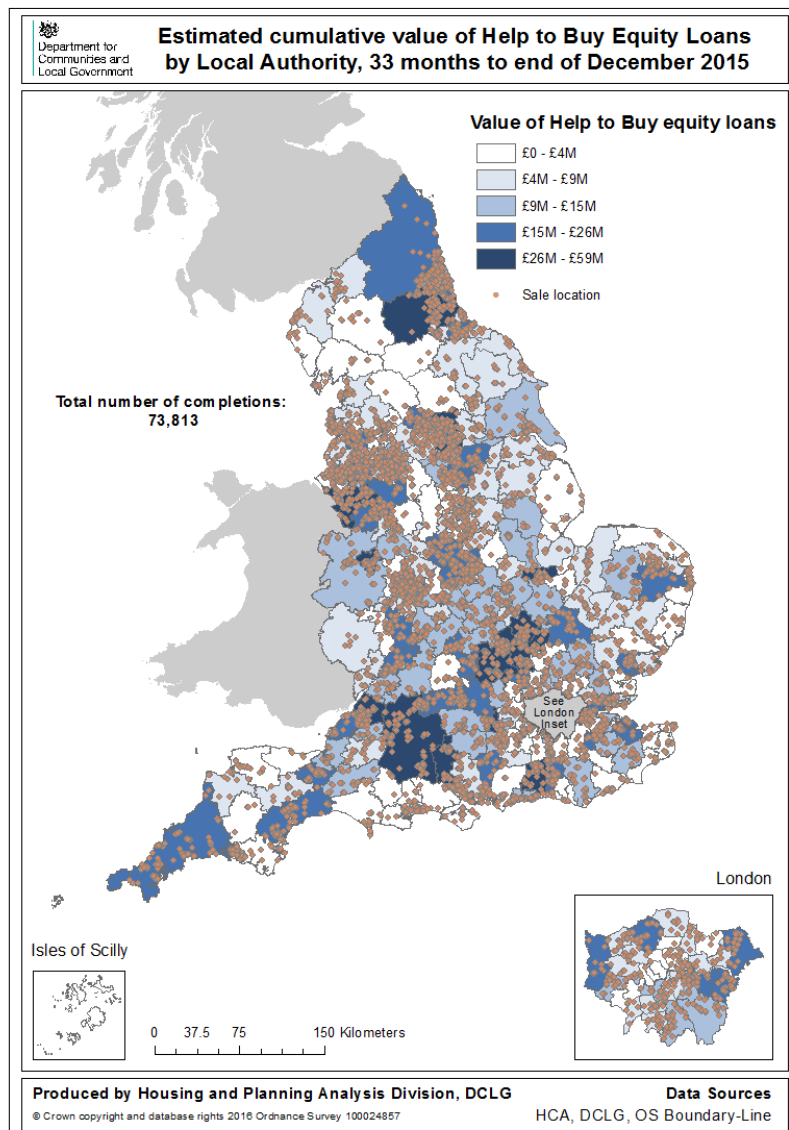 Department for
Communities and
Local Government
Estimated cumulative value of Help to Buy Equity Loans
by Local Authority, 33 months to end of December 2015
Value of Help to Buy equity loans
£0 - £4M
£4M - £9M
£9M - £15M
£15M - £26M
£26M - £59M
Sale location
Total number of completions:
73,813
See
London
Inset
London
Isles of Scilly
0 37.5 75 150 Kilometers
Produced by Housing and Planning Analysis Division, DCLG
© Crown copyright and database rights 2016 Ordnance Survey 100024857
Data Sources
HCA, DCLG, OS Boundary-Line